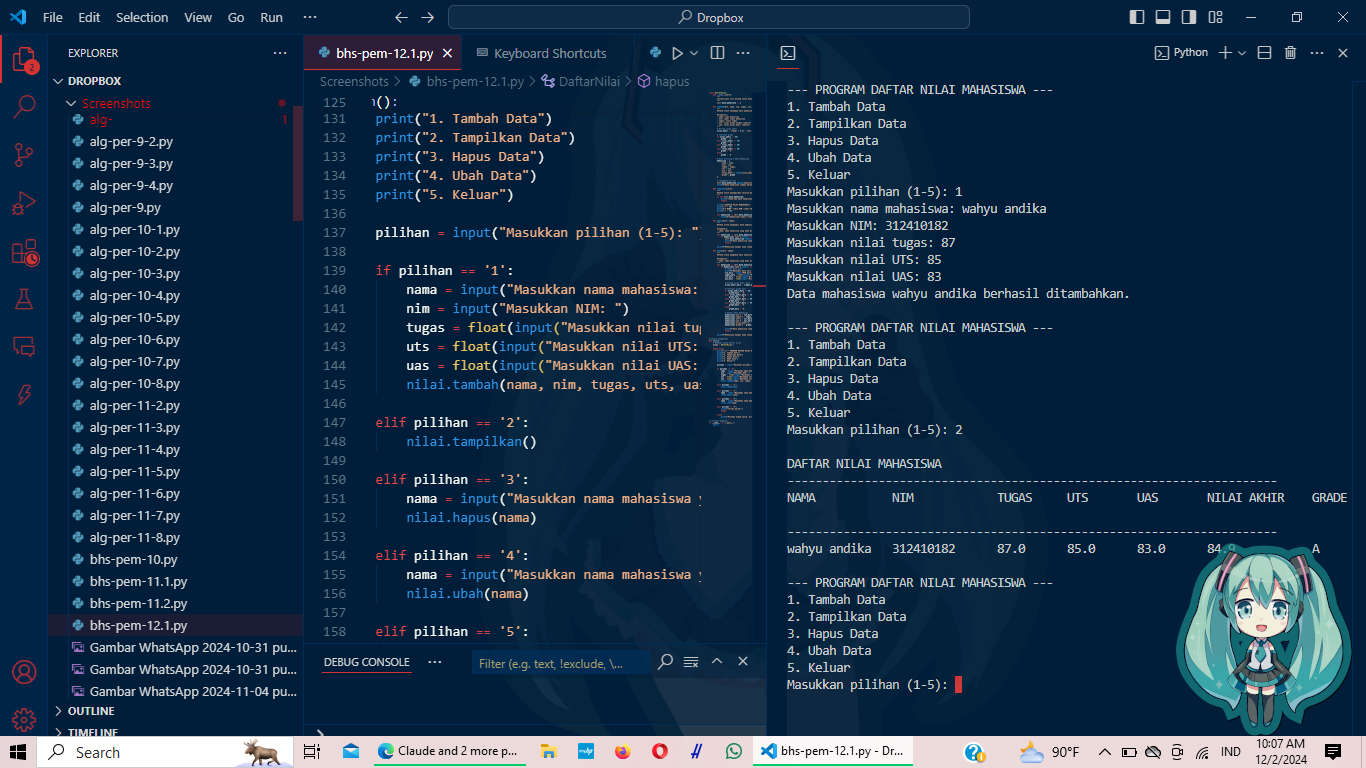 File Edit Selection View Go Run ··· Dropbox
EXPLORER ···
DROPBOX
Screenshots
alg- 1
alg-per-9-2.py
alg-per-9-3.py
alg-per-9-4.py
alg-per-9.py
alg-per-10-1.py
alg-per-10-2.py
alg-per-10-3.py
alg-per-10-4.py
alg-per-10-5.py
alg-per-10-6.py
alg-per-10-7.py
alg-per-10-8.py
alg-per-11-2.py
alg-per-11-3.py
alg-per-11-4.py
alg-per-11-5.py
alg-per-11-6.py
alg-per-11-7.py
alg-per-11-8.py
bhs-pem-10.py
bhs-pem-11.1.py
bhs-pem-11.2.py
bhs-pem-12.1.py
Gambar WhatsApp 2024-10-31 pu...
Gambar WhatsApp 2024-10-31 pu...
Gambar WhatsApp 2024-11-04 pu...
OUTLINE
TIMELINE
2
bhs-pem-12.1.py Keyboard Shortcuts
Screenshots > bhs-pem-12.1.py > DaftarNilai > hapus
125 ():
131 print("1. Tambah Data")
132 print("2. Tampilkan Data")
133 print("3. Hapus Data")
134 print("4. Ubah Data")
135 print("5. Keluar")
136
137 pilihan = input("Masukkan pilihan (1-5): "
138
139 if pilihan == '1':
140 nama = input("Masukkan nama mahasiswa:
141 nim = input("Masukkan NIM: ")
142 tugas = float(input("Masukkan nilai tug
143 uts = float(input("Masukkan nilai UTS:
144 uas = float(input("Masukkan nilai UAS:
145 nilai.tambah(nama, nim, tugas, uts, uas
146
147 elif pilihan == '2':
148 nilai.tampilkan()
149
150 elif pilihan == '3':
151 nama = input("Masukkan nama mahasiswa y
152 nilai.hapus(nama)
153
154 elif pilihan == '4':
155 nama = input("Masukkan nama mahasiswa y
156 nilai.ubah(nama)
157
158 elif pilihan == '5':
DEBUG CONSOLE ··· Filter (e.g. text, !exclude, \...
Python
--- PROGRAM DAFTAR NILAI MAHASISWA ---
1. Tambah Data
2. Tampilkan Data
3. Hapus Data
4. Ubah Data
5. Keluar
Masukkan pilihan (1-5): 1
Masukkan nama mahasiswa: wahyu andika
Masukkan NIM: 312410182
Masukkan nilai tugas: 87
Masukkan nilai UTS: 85
Masukkan nilai UAS: 83
Data mahasiswa wahyu andika berhasil ditambahkan.
--- PROGRAM DAFTAR NILAI MAHASISWA ---
1. Tambah Data
2. Tampilkan Data
3. Hapus Data
4. Ubah Data
5. Keluar
Masukkan pilihan (1-5): 2
DAFTAR NILAI MAHASISWA
----------------------------------------------------------------------
NAMA NIM TUGAS UTS UAS NILAI AKHIR GRADE
----------------------------------------------------------------------
wahyu andika 312410182 87.0 85.0 83.0 84.9 A
--- PROGRAM DAFTAR NILAI MAHASISWA ---
1. Tambah Data
2. Tampilkan Data
3. Hapus Data
4. Ubah Data
5. Keluar
Masukkan pilihan (1-5):
Search
Claude and 2 more p...
bhs-pem-12.1.py - Dr...
90°F
IND
10:07 AM
12/2/2024